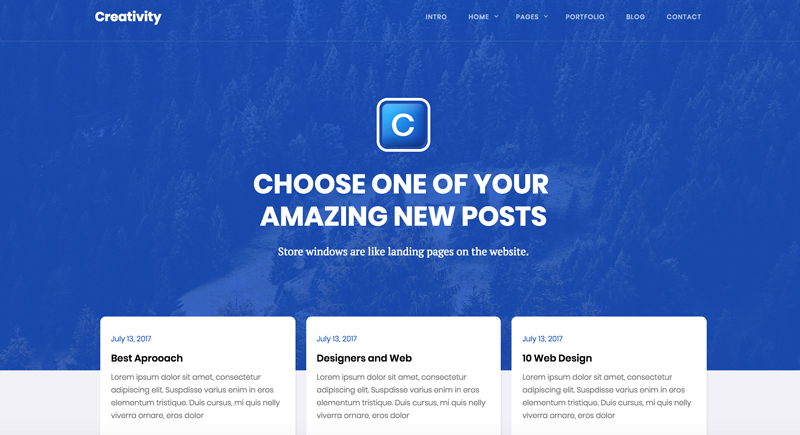 Creativity
INTRO HOME PAGES PORTFOLIO BLOG CONTACT
C
CHOOSE ONE OF YOUR
AMAZING NEW POSTS
Store windows are like landing pages on the website.
July 13, 2017
Best Aprooach
Lorem ipsum dolor sit amet, consectetur
adipiscing elit. Suspdisse varius enim in eros
elementum tristique. Duis cursus, mi quis nelly
viverra ornare, eros dolor
July 13, 2017
Designers and Web
Lorem ipsum dolor sit amet, consectetur
adipiscing elit. Suspdisse varius enim in eros
elementum tristique. Duis cursus, mi quis nelly
viverra ornare, eros dolor
July 13, 2017
10 Web Design
Lorem ipsum dolor sit amet, consectetur
adipiscing elit. Suspdisse varius enim in eros
elementum tristique. Duis cursus, mi quis nelly
viverra ornare, eros dolor